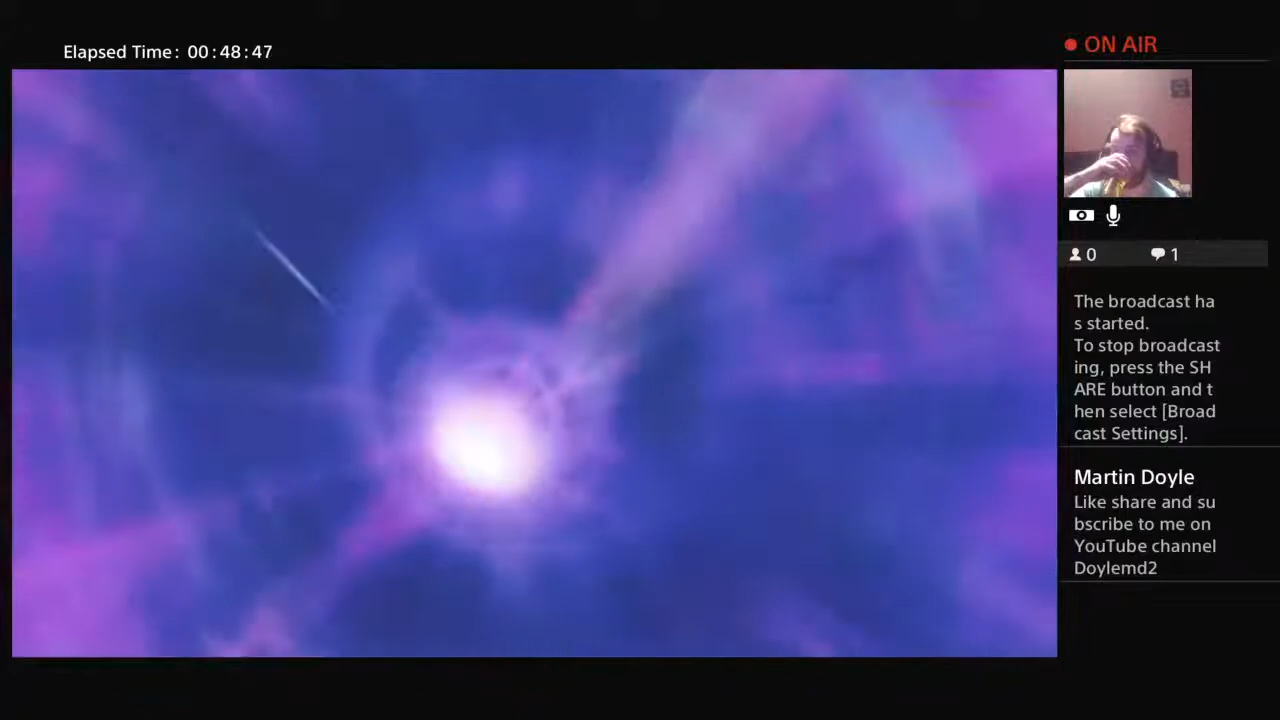 Elapsed Time: 00:48:47
ON AIR
0
1
The broadcast ha
s started.
To stop broadcast
ing, press the SH
ARE button and t
hen select [Broad
cast Settings].
Martin Doyle
Like share and su
bscribe to me on
YouTube channel
Doylemd2